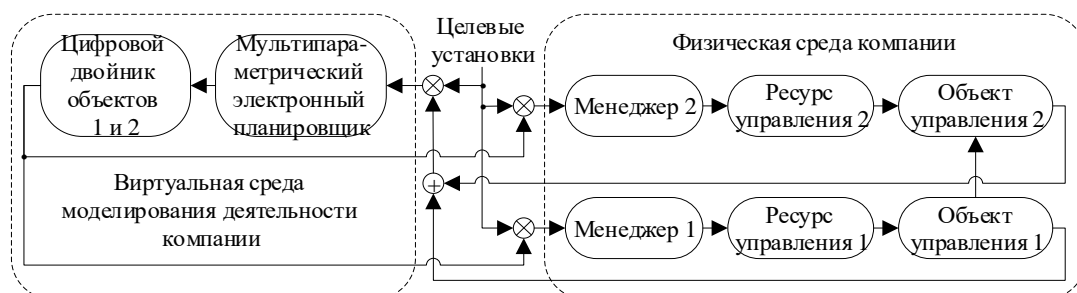 Цифровой
двойник
объектов
1 и 2
Мультипара-
метрический
электронный
планировщик
Виртуальная среда
моделирования деятельности
компании
Целевые
установки
Физическая среда компании
Менеджер 2
Ресурс
управления 2
Объект
управления 2
Менеджер 1
Ресурс
управления 1
Объект
управления 1